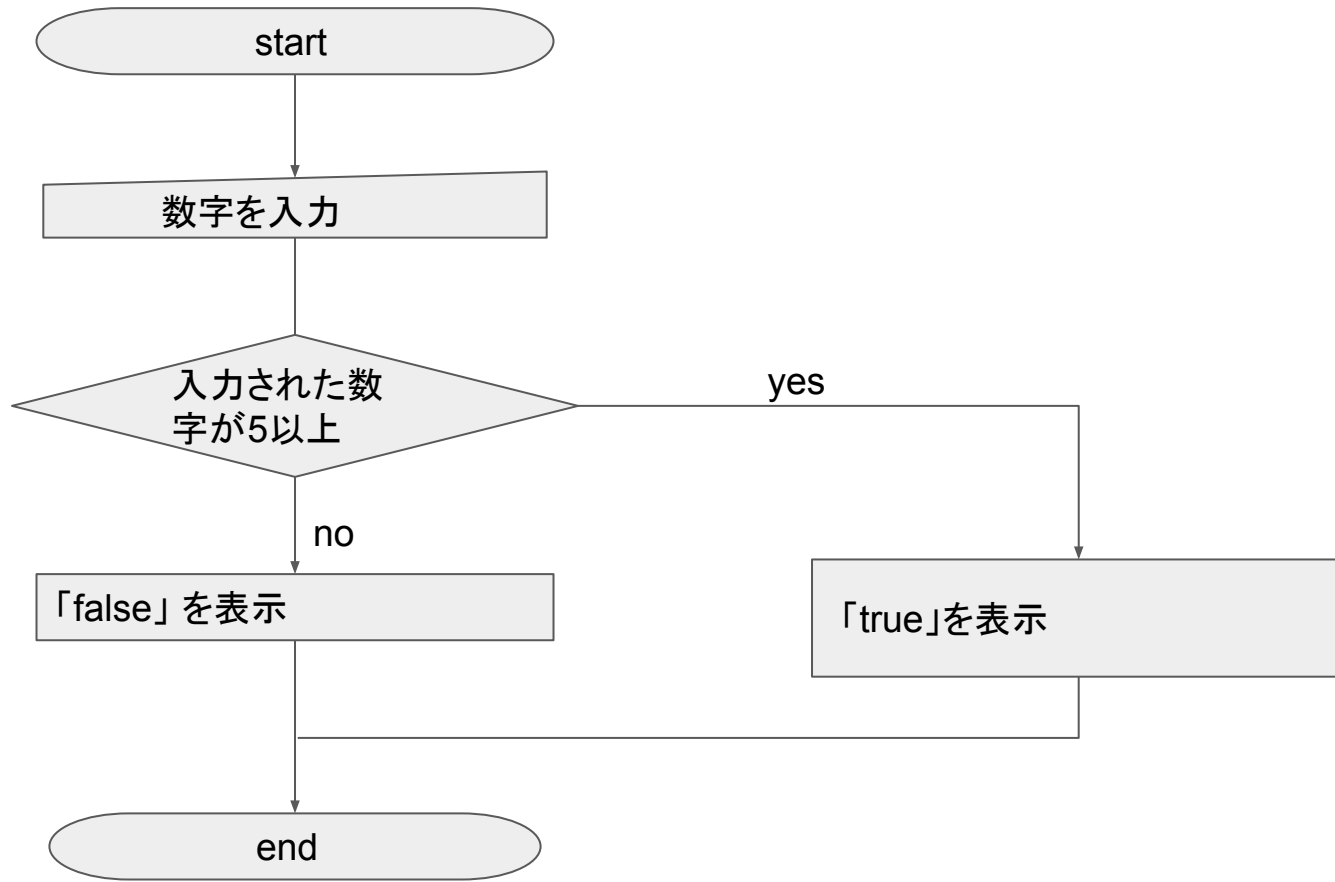 start
数字を入力
入力された数
字が5以上
yes
no
「false」を表示
「true」を表示
end